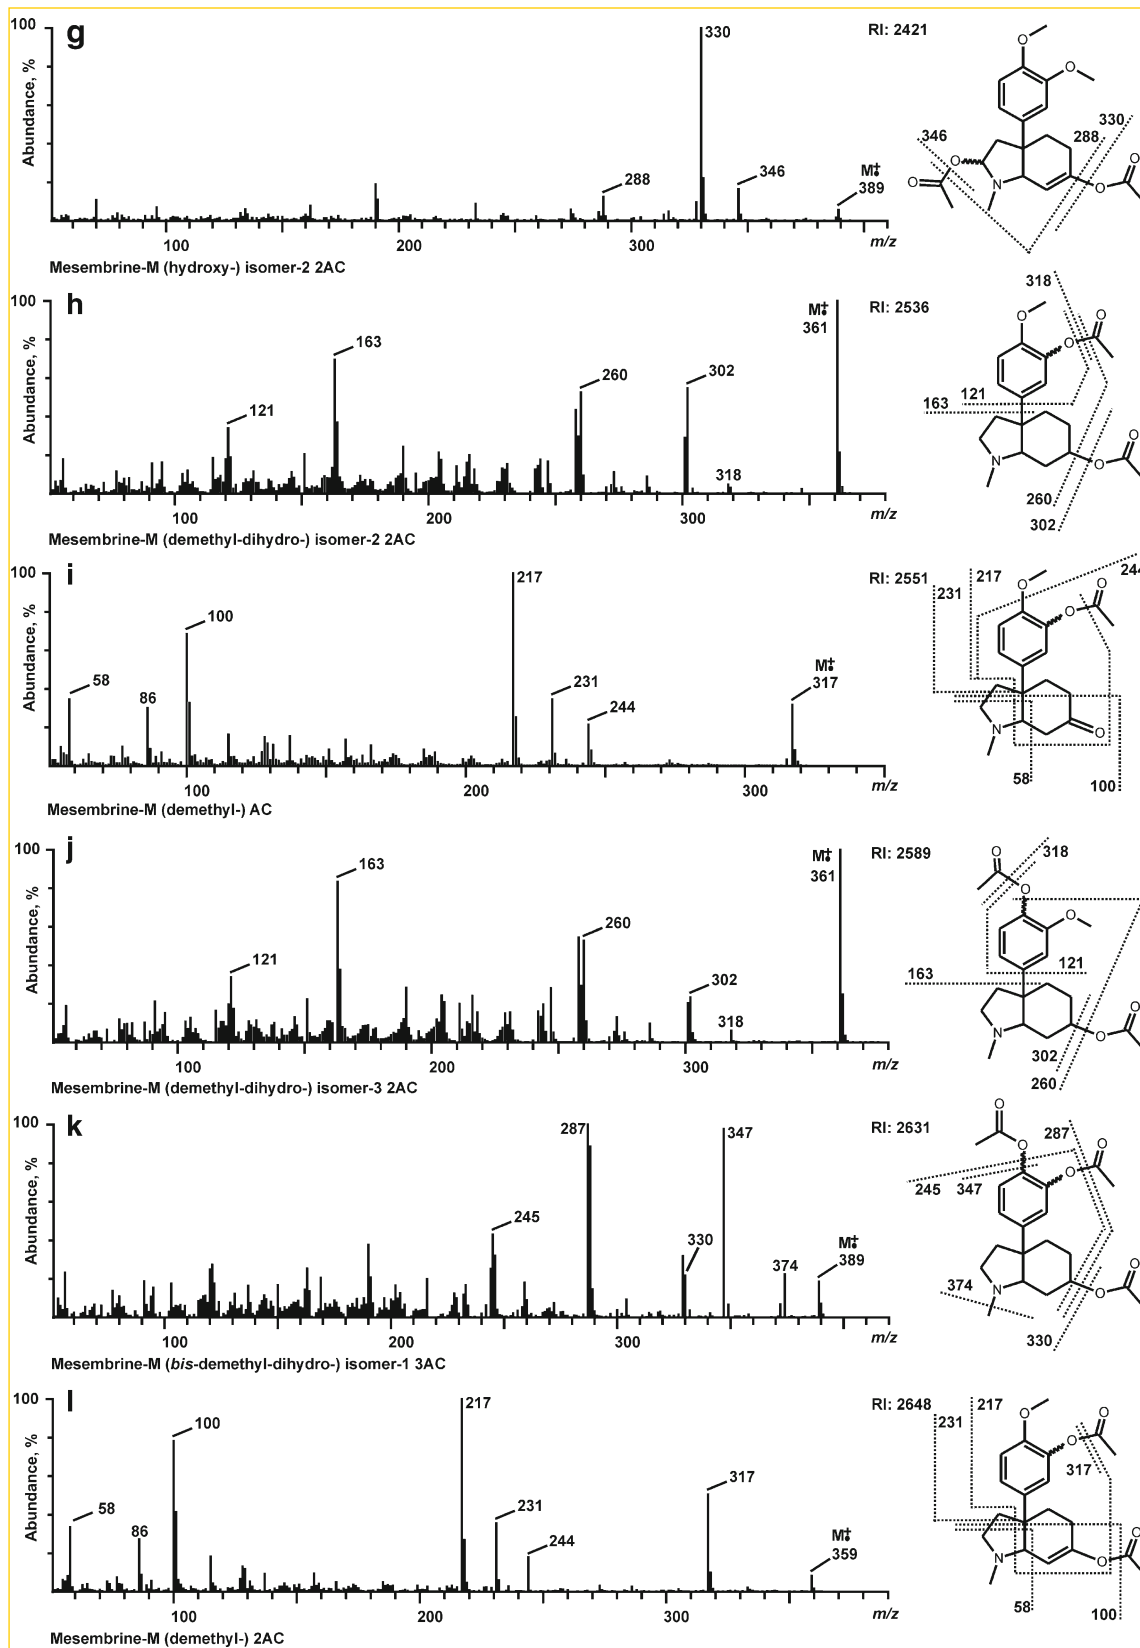 g
RI: 2421
100
Abundance, %
330
288
346
M+•
389
100
200
300
m/z
Mesembrine-M (hydroxy-) isomer-2 2AC
O
O
346
288
330
O
O
N
O
O
h
RI: 2536
100
Abundance, %
121
163
260
302
318
M+•
361
100
200
300
m/z
Mesembrine-M (demethyl-dihydro-) isomer-2 2AC
318
O
O
O
163
121
N
O
O
260
302
i
RI: 2551
100
Abundance, %
58
86
100
217
231
244
M+•
317
100
200
300
m/z
Mesembrine-M (demethyl-) AC
231
217
244
O
O
O
N
O
58
100
j
RI: 2589
100
Abundance, %
121
163
260
302
318
M+•
361
100
200
300
m/z
Mesembrine-M (demethyl-dihydro-) isomer-3 2AC
O
O
318
O
163
121
N
O
O
302
260
k
RI: 2631
100
Abundance, %
245
287
330
347
374
M+•
389
100
200
300
m/z
Mesembrine-M (bis-demethyl-dihydro-) isomer-1 3AC
O
O
287
O
O
245
347
374
N
O
O
330
l
RI: 2648
100
Abundance, %
58
86
100
217
231
244
317
M+•
359
100
200
300
m/z
Mesembrine-M (demethyl-) 2AC
231
217
O
O
O
317
N
O
O
58
100